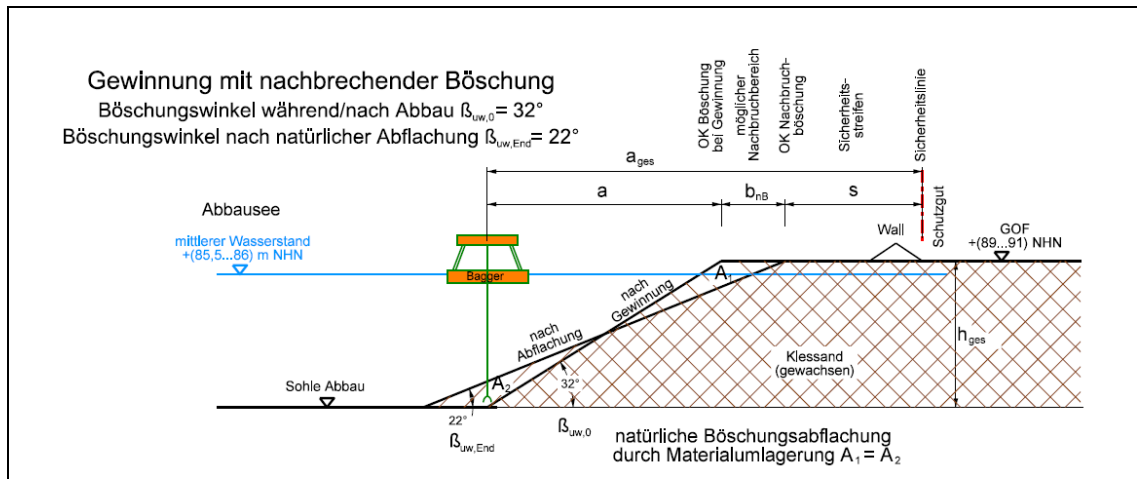 Gewinnung mit nachbrechender Böschung
Böschungswinkel während/nach Abbau ß uw,0 = 32°
Böschungswinkel nach natürlicher Abflachung ß uw,End = 22°
OK Böschung
bei Gewinnung
möglicher
Nachbruchbereich
OK Nachbruch-
böschung
Sicherheits-
streifen
Sicherheitslinie
Schutzgut
a ges
a
b nB
s
Abbausee
mittlerer Wasserstand
+(85,5...86) m NHN
Bagger
Wall
GOF
+(89...91) NHN
A 1
nach
Gewinnung
nach
Abflachung
h ges
Kiessand
(gewachsen)
Sohle Abbau
A 2
32°
22°
ß uw,End
ß uw,0
natürliche Böschungsabflachung
durch Materialumlagerung A 1 = A 2